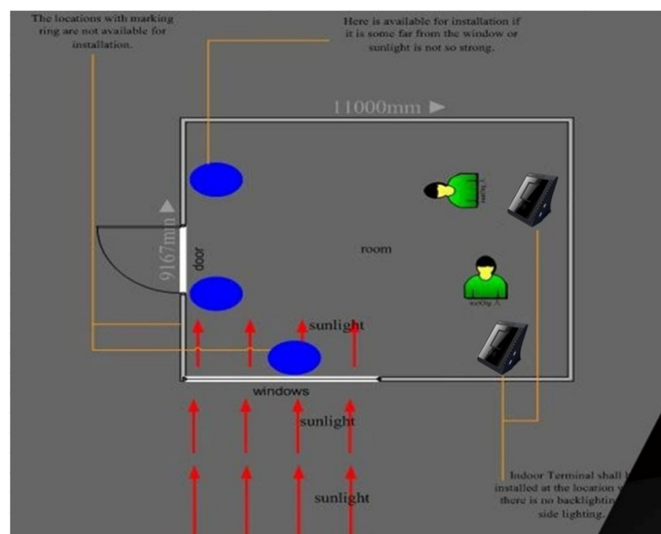 The locations with marking
ring are not available for
installation.
Here is available for installation if
it is some far from the window or
sunlight is not so strong.
11000mm
9167mm
door
room
sunlight
windows
sunlight
sunlight
Indoor Terminal shall
installed at the location
there is no backlighting
side lighting.